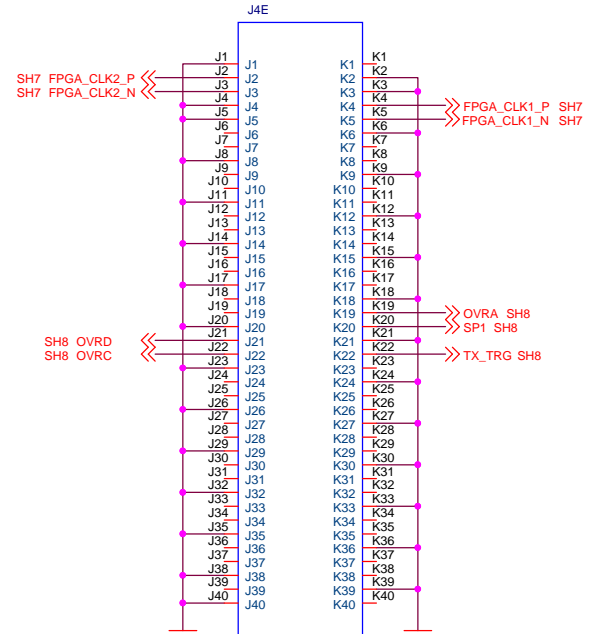 J4E
J1 J1 K1 K1
SH7 FPGA_CLK2_P J2 J2 K2 K2
SH7 FPGA_CLK2_N J3 J3 K3 K3
J4 J4 K4 K4 FPGA_CLK1_P SH7
J5 J5 K5 K5 FPGA_CLK1_N SH7
J6 J6 K6 K6
J7 J7 K7 K7
J8 J8 K8 K8
J9 J9 K9 K9
J10 J10 K10 K10
J11 J11 K11 K11
J12 J12 K12 K12
J13 J13 K13 K13
J14 J14 K14 K14
J15 J15 K15 K15
J16 J16 K16 K16
J17 J17 K17 K17
J18 J18 K18 K18
J19 J19 K19 K19 OVRA SH8
J20 J20 K20 K20 SP1 SH8
SH8 OVRD J21 J21 K21 K21
SH8 OVRC J22 J22 K22 K22 TX_TRG SH8
J23 J23 K23 K23
J24 J24 K24 K24
J25 J25 K25 K25
J26 J26 K26 K26
J27 J27 K27 K27
J28 J28 K28 K28
J29 J29 K29 K29
J30 J30 K30 K30
J31 J31 K31 K31
J32 J32 K32 K32
J33 J33 K33 K33
J34 J34 K34 K34
J35 J35 K35 K35
J36 J36 K36 K36
J37 J37 K37 K37
J38 J38 K38 K38
J39 J39 K39 K39
J40 J40 K40 K40